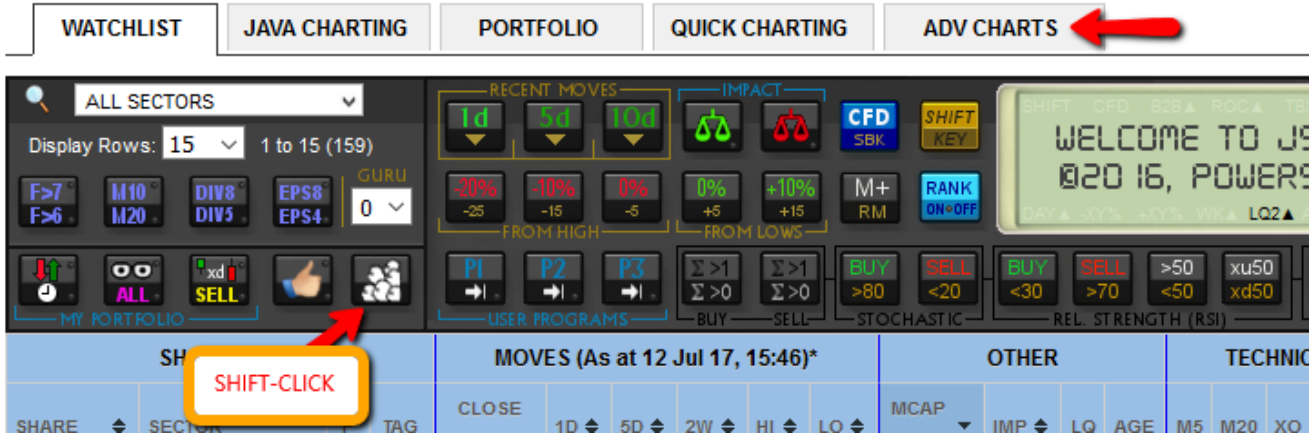 WATCHLIST JAVA CHARTING PORTFOLIO QUICK CHARTING ADV CHARTS
RECENT MOVES IMPACT
ALL SECTORS
1d 5d 10d CFD SBK SHIFT KEY
SHIFT CFD B2B▲ ROC▲
WELCOME TO JS
©2016, POWERS
DAY▲ -XY% +XY% WK▲ LQ2▲
Display Rows: 15 1 to 15 (159)
GURU
F>7 M10 DIV8 EPS8 0
F>6 M20 DIV5 EPS4
-20% -10% 0% 0% +10% M+ RANK
-25 -15 -5 +5 +15 RM ON OFF
FROM HIGH FROM LOWS
ALL xd SELL
P1 P2 P3 Σ>1 Σ>1 BUY SELL BUY SELL >50 xu50
Σ>0 Σ>0 >80 <20 <30 >70 <50 xd50
MY PORTFOLIO USER PROGRAMS BUY SELL STOCHASTIC REL. STRENGTH (RSI)
SHIFT-CLICK
SH MOVES (As at 12 Jul 17, 15:46)* OTHER TECHNIC
SHARE SECTOR TAG CLOSE 1D 5D 2W HI LO MCAP IMP LQ AGE M5 M20 XO